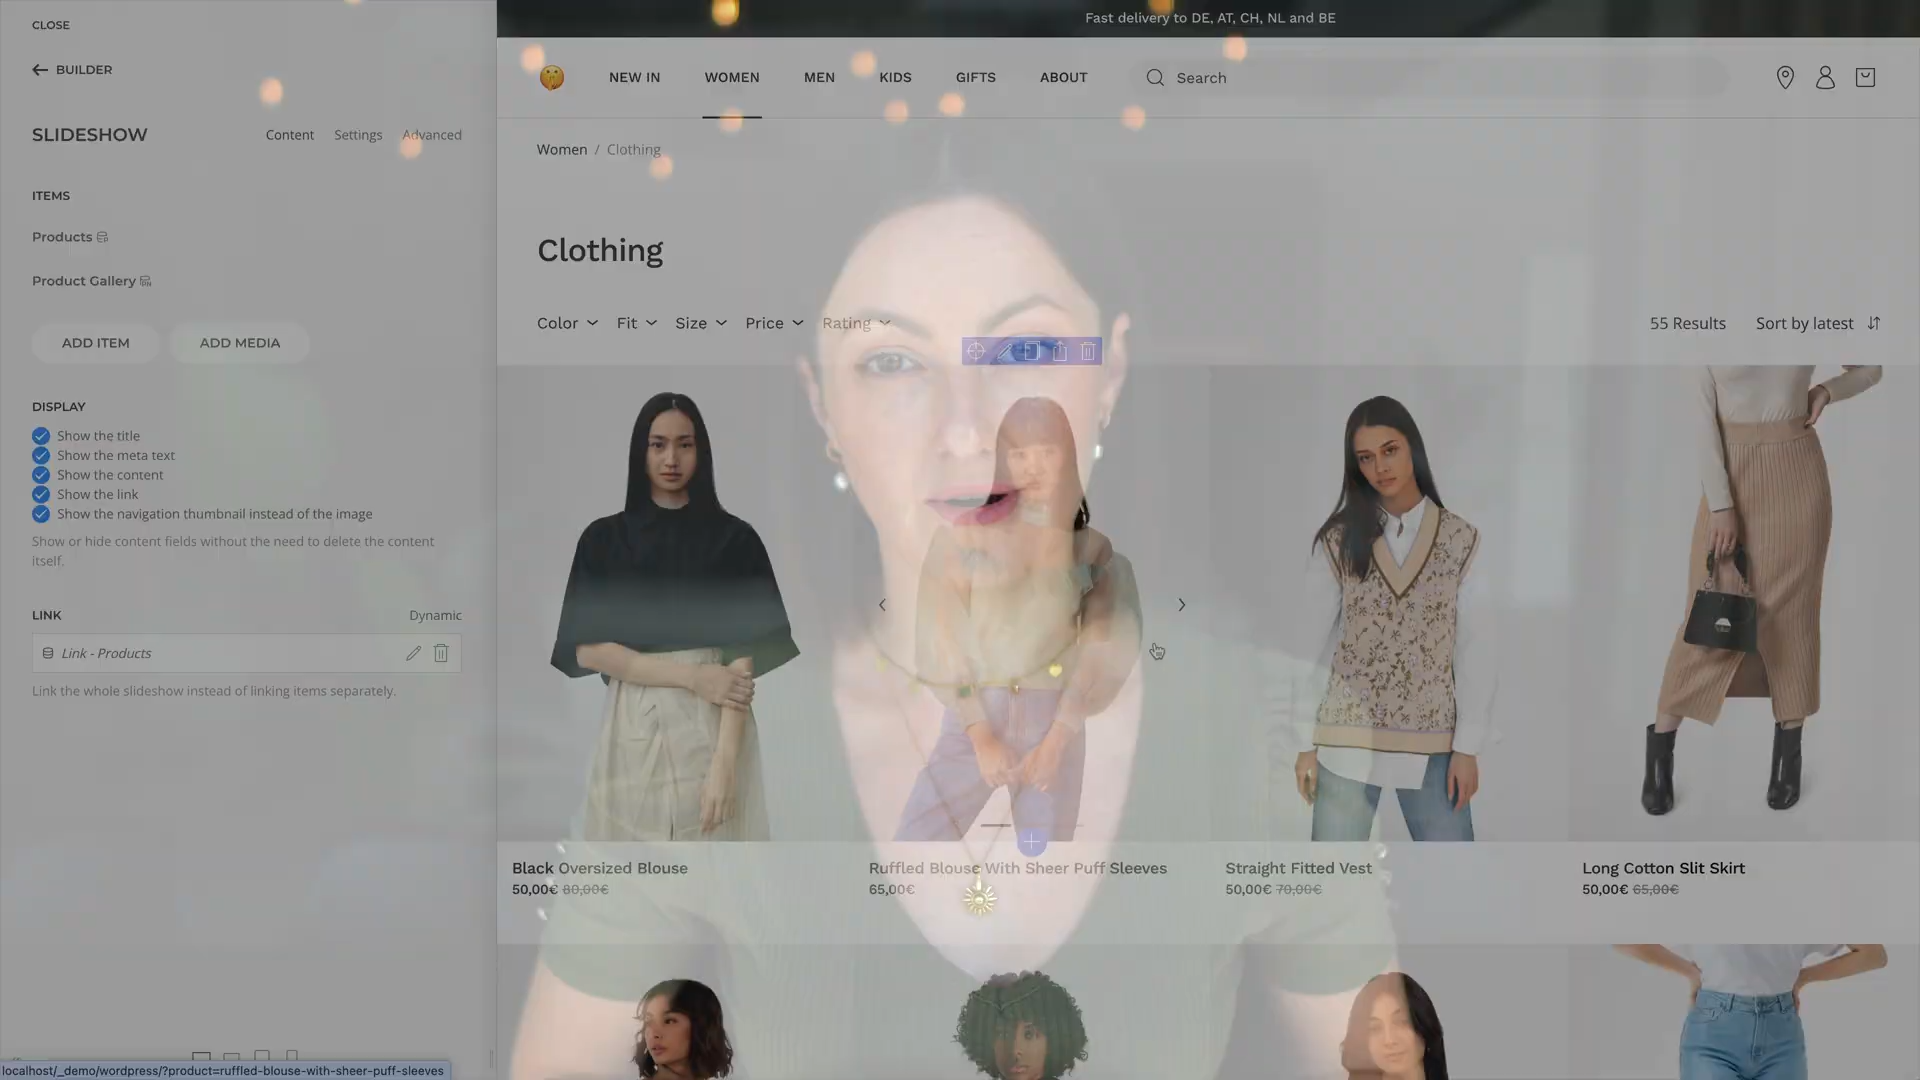 CLOSE
BUILDER
SLIDESHOW
Content Settings Advanced
ITEMS
Products
Product Gallery
ADD ITEM ADD MEDIA
DISPLAY
Show the title
Show the meta text
Show the content
Show the link
Show the navigation thumbnail instead of the image
Show or hide content fields without the need to delete the content
itself.
LINK Dynamic
Link - Products
Link the whole slideshow instead of linking items separately.
localhost/_demo/wordpress/?product=ruffled-blouse-with-sheer-puff-sleeves
Fast delivery to DE, AT, CH, NL and BE
NEW IN WOMEN MEN KIDS GIFTS ABOUT Search
Women / Clothing
Clothing
Color Fit Size Price Rating 55 Results Sort by latest
Black Oversized Blouse
50,00€ 80,00€
Ruffled Blouse With Sheer Puff Sleeves
65,00€
Straight Fitted Vest
50,00€ 70,00€
Long Cotton Slit Skirt
50,00€ 65,00€